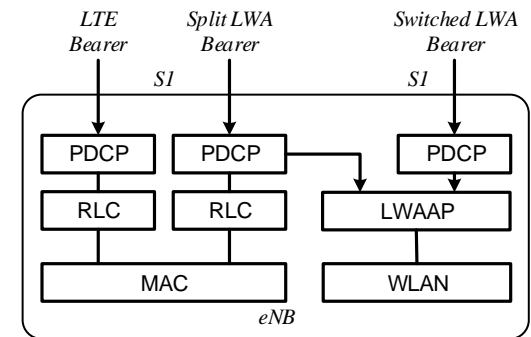 LTE Bearer
Split LWA Bearer
Switched LWA Bearer
S1
S1
PDCP
PDCP
PDCP
RLC
RLC
LWAAP
MAC
WLAN
eNB